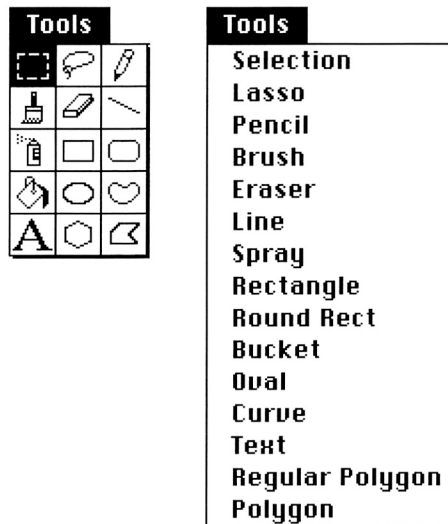 Tools
A
Tools
Selection
Lasso
Pencil
Brush
Eraser
Line
Spray
Rectangle
Round Rect
Bucket
Oval
Curve
Text
Regular Polygon
Polygon